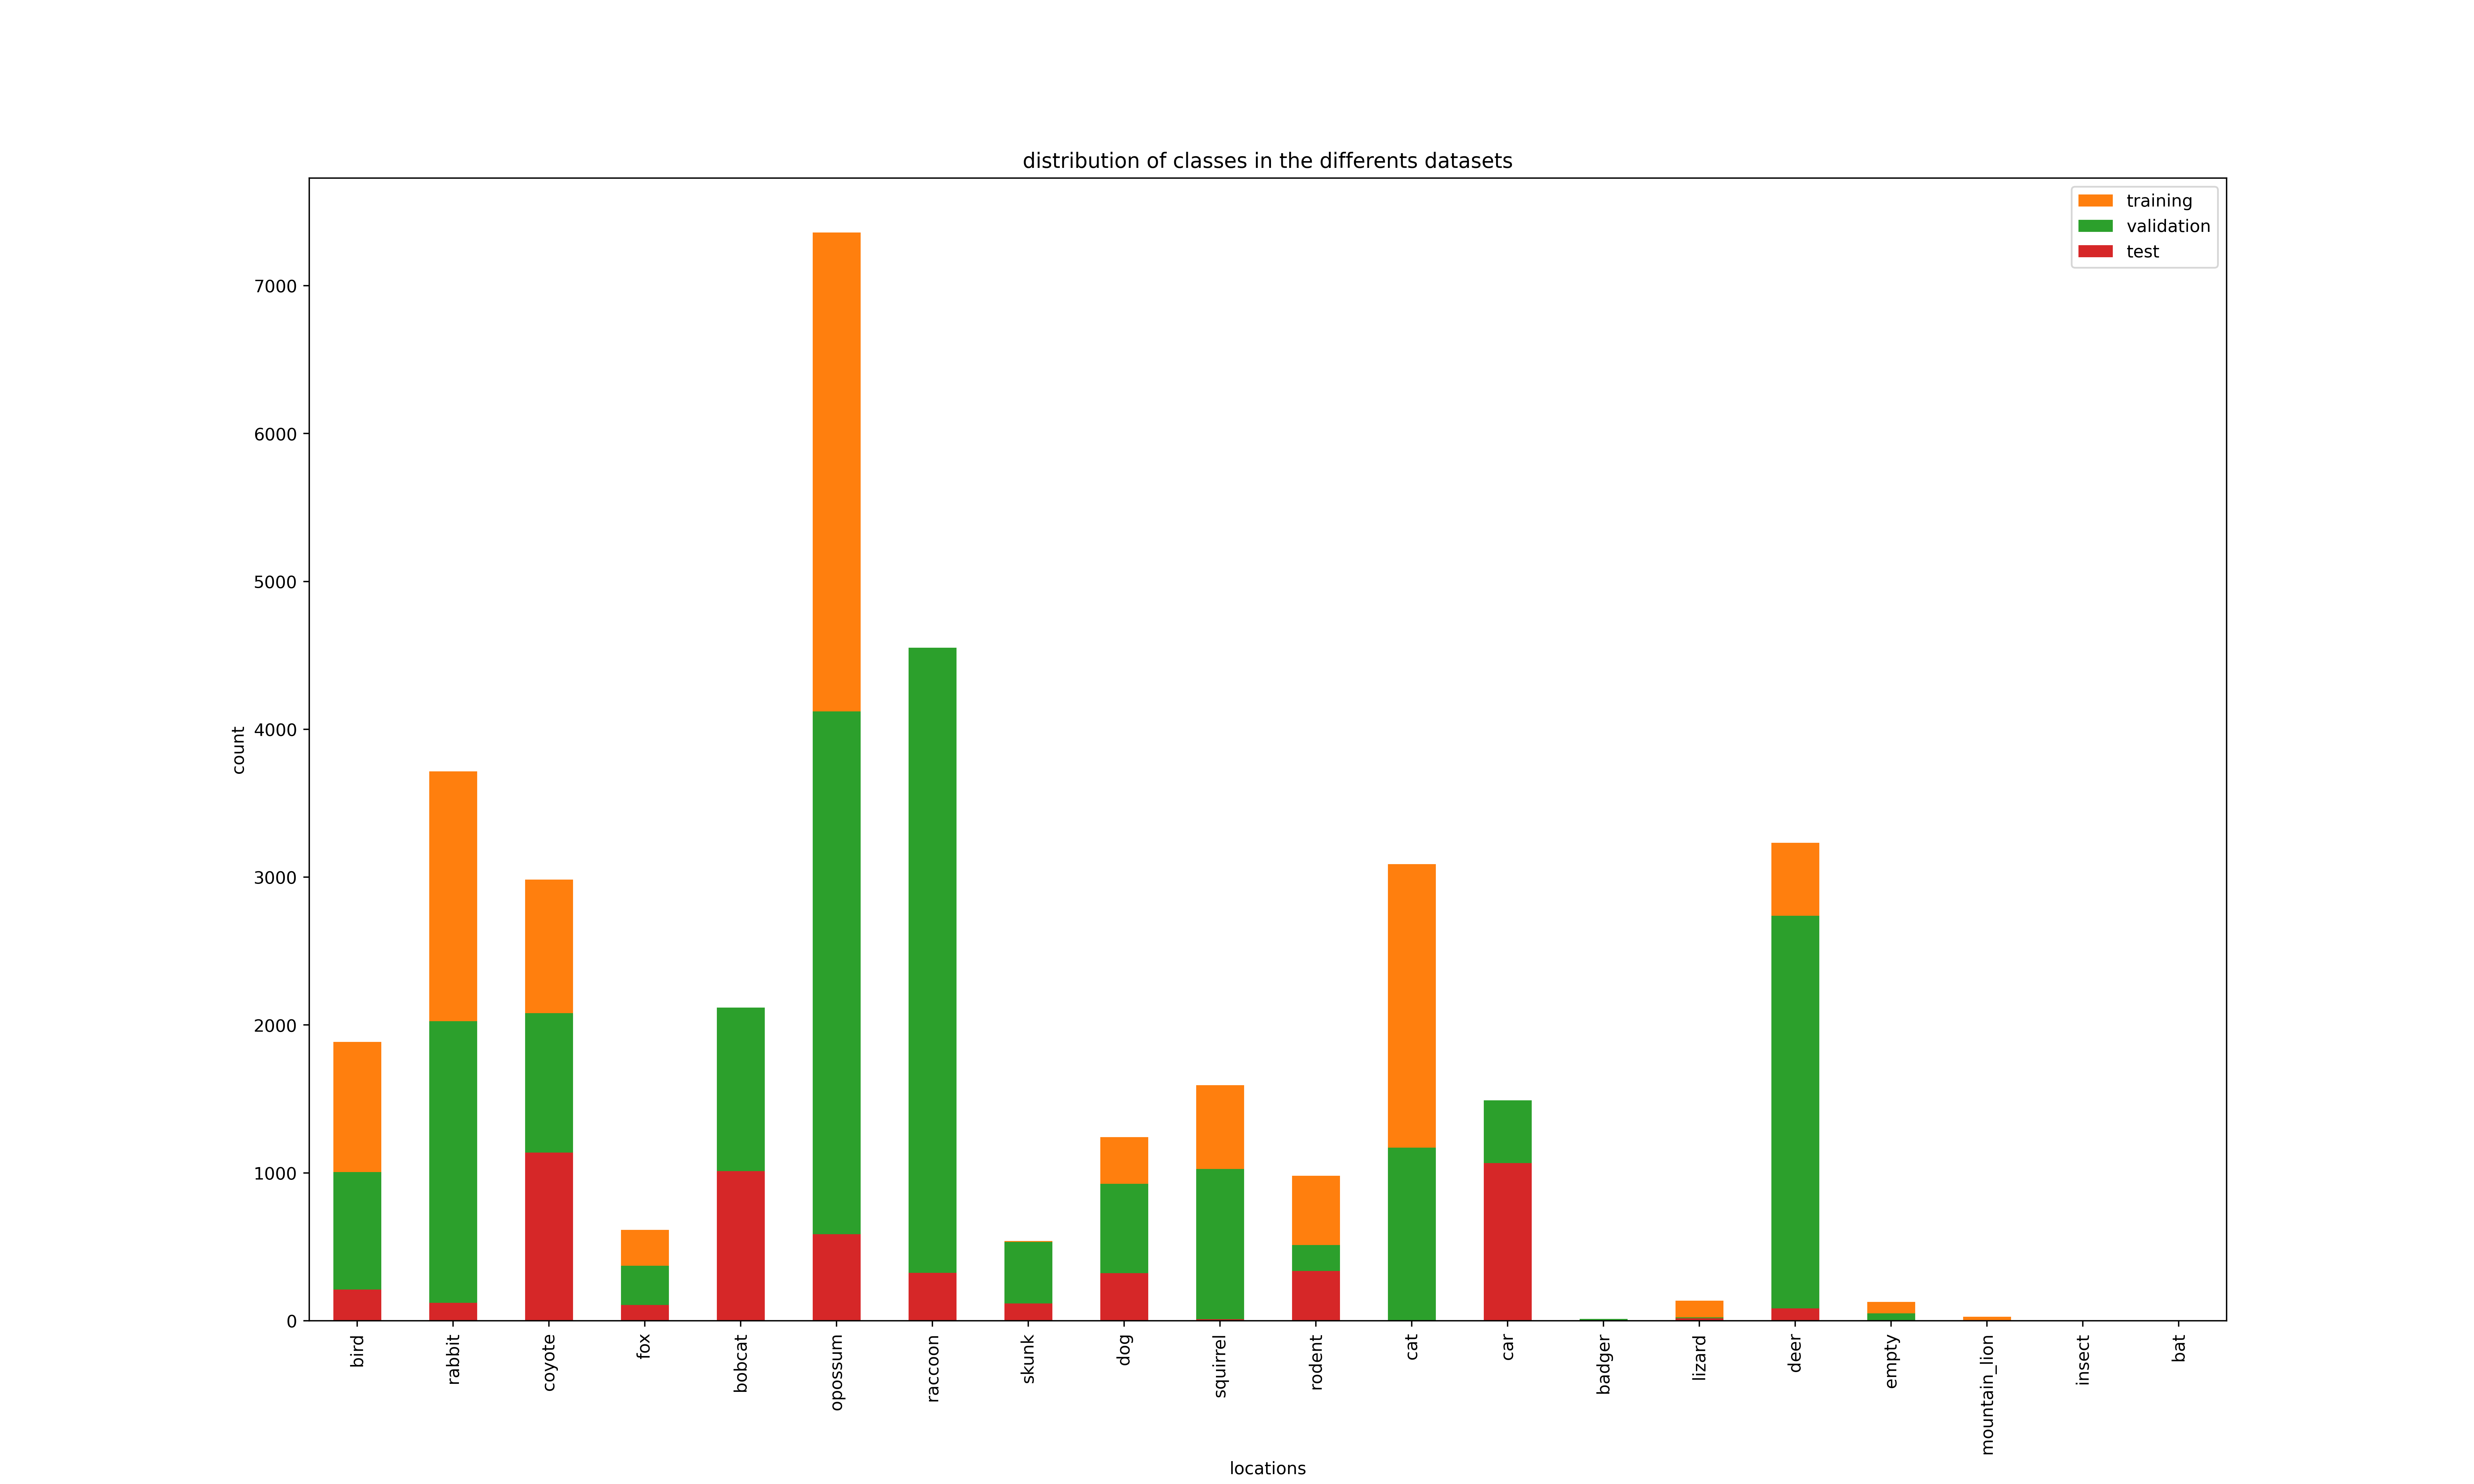 distribution of classes in the differents datasets
training
validation
test
count
7000
6000
5000
4000
3000
2000
1000
0
bird
rabbit
coyote
fox
bobcat
opossum
raccoon
skunk
dog
squirrel
rodent
cat
car
badger
lizard
deer
empty
mountain_lion
insect
bat
locations